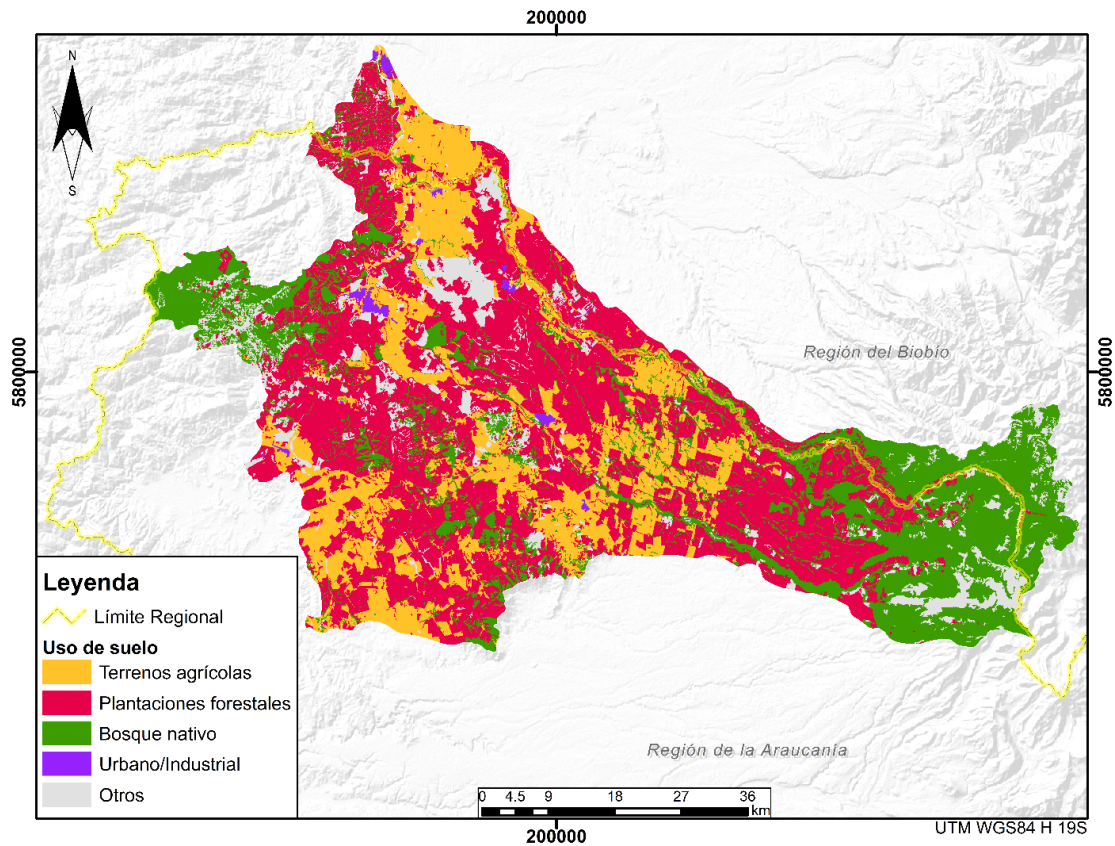 200000
N
S
5800000
5800000
Región del Biobío
Leyenda
Límite Regional
Uso de suelo
Terrenos agrícolas
Plantaciones forestales
Bosque nativo
Urbano/Industrial
Otros
Región de la Araucanía
0 4.5 9 18 27 36
km
UTM WGS84 H 19S
200000